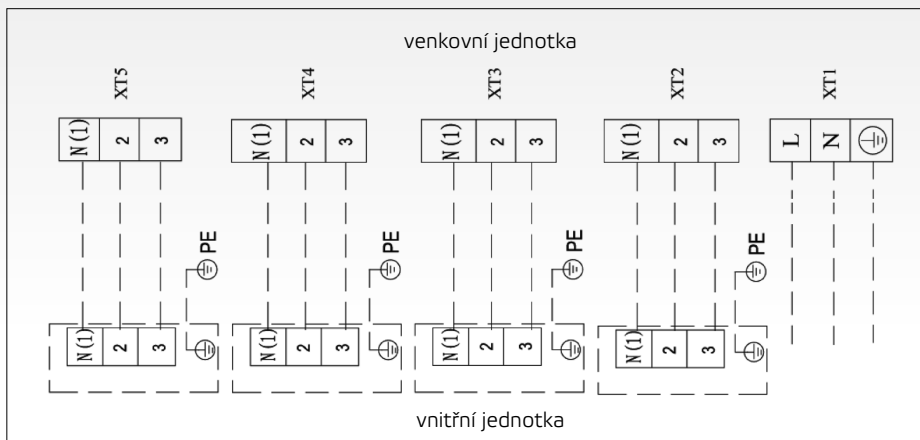 venkovní jednotka
XT5 XT4 XT3 XT2 XT1
N(1) 2 3 N(1) 2 3 N(1) 2 3 N(1) 2 3 L N
PE PE PE PE
N(1) 2 3 N(1) 2 3 N(1) 2 3 N(1) 2 3
vnitřní jednotka